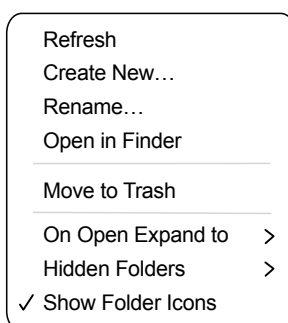 Refresh
Create New…
Rename…
Open in Finder
Move to Trash
On Open Expand to
Hidden Folders
Show Folder Icons